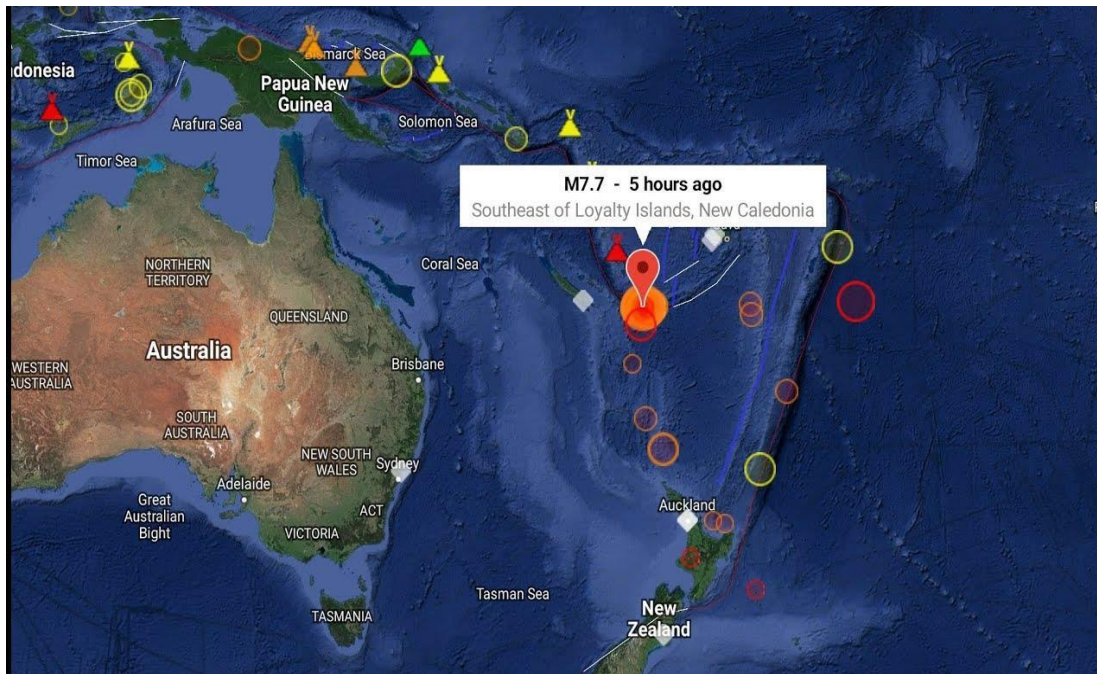 ndonesia
Bismarck Sea
Papua New
Guinea
Arafura Sea
Solomon Sea
Timor Sea
M7.7 - 5 hours ago
Southeast of Loyalty Islands, New Caledonia
Coral Sea
NORTHERN
TERRITORY
QUEENSLAND
Australia
Brisbane
WESTERN
AUSTRALIA
SOUTH
AUSTRALIA
NEW SOUTH
WALES
Sydney
Adelaide
ACT
Great
Australian
Bight
VICTORIA
Auckland
Tasman Sea
TASMANIA
New
Zealand